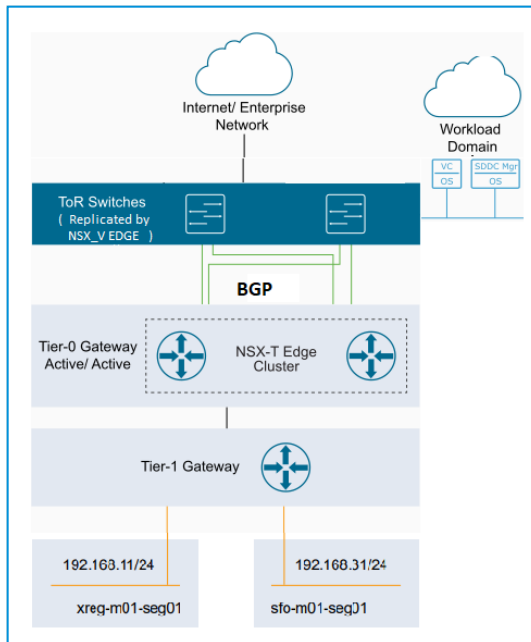 Internet/ Enterprise
Network
Workload
Domain
VC
OS
SDDC Mgr
OS
ToR Switches
( Replicated by
NSX_V EDGE )
BGP
Tier-0 Gateway
Active/ Active
NSX-T Edge
Cluster
Tier-1 Gateway
192.168.11/24
xreg-m01-seg01
192.168.31/24
sfo-m01-seg01